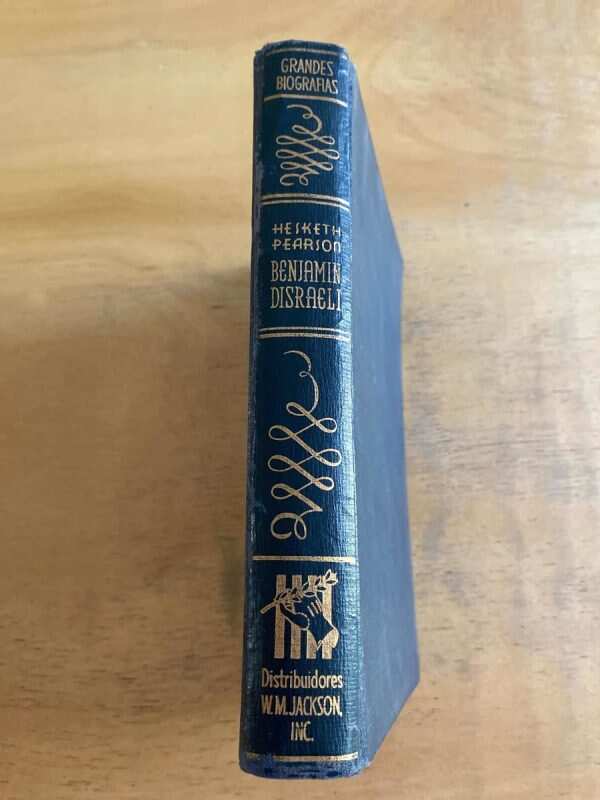 GRANDES
BIOGRAFIAS
HESKETH
PEARSON
BENJAMIN
DISRAELI
Distribuidores
W.M. JACKSON,
INC.